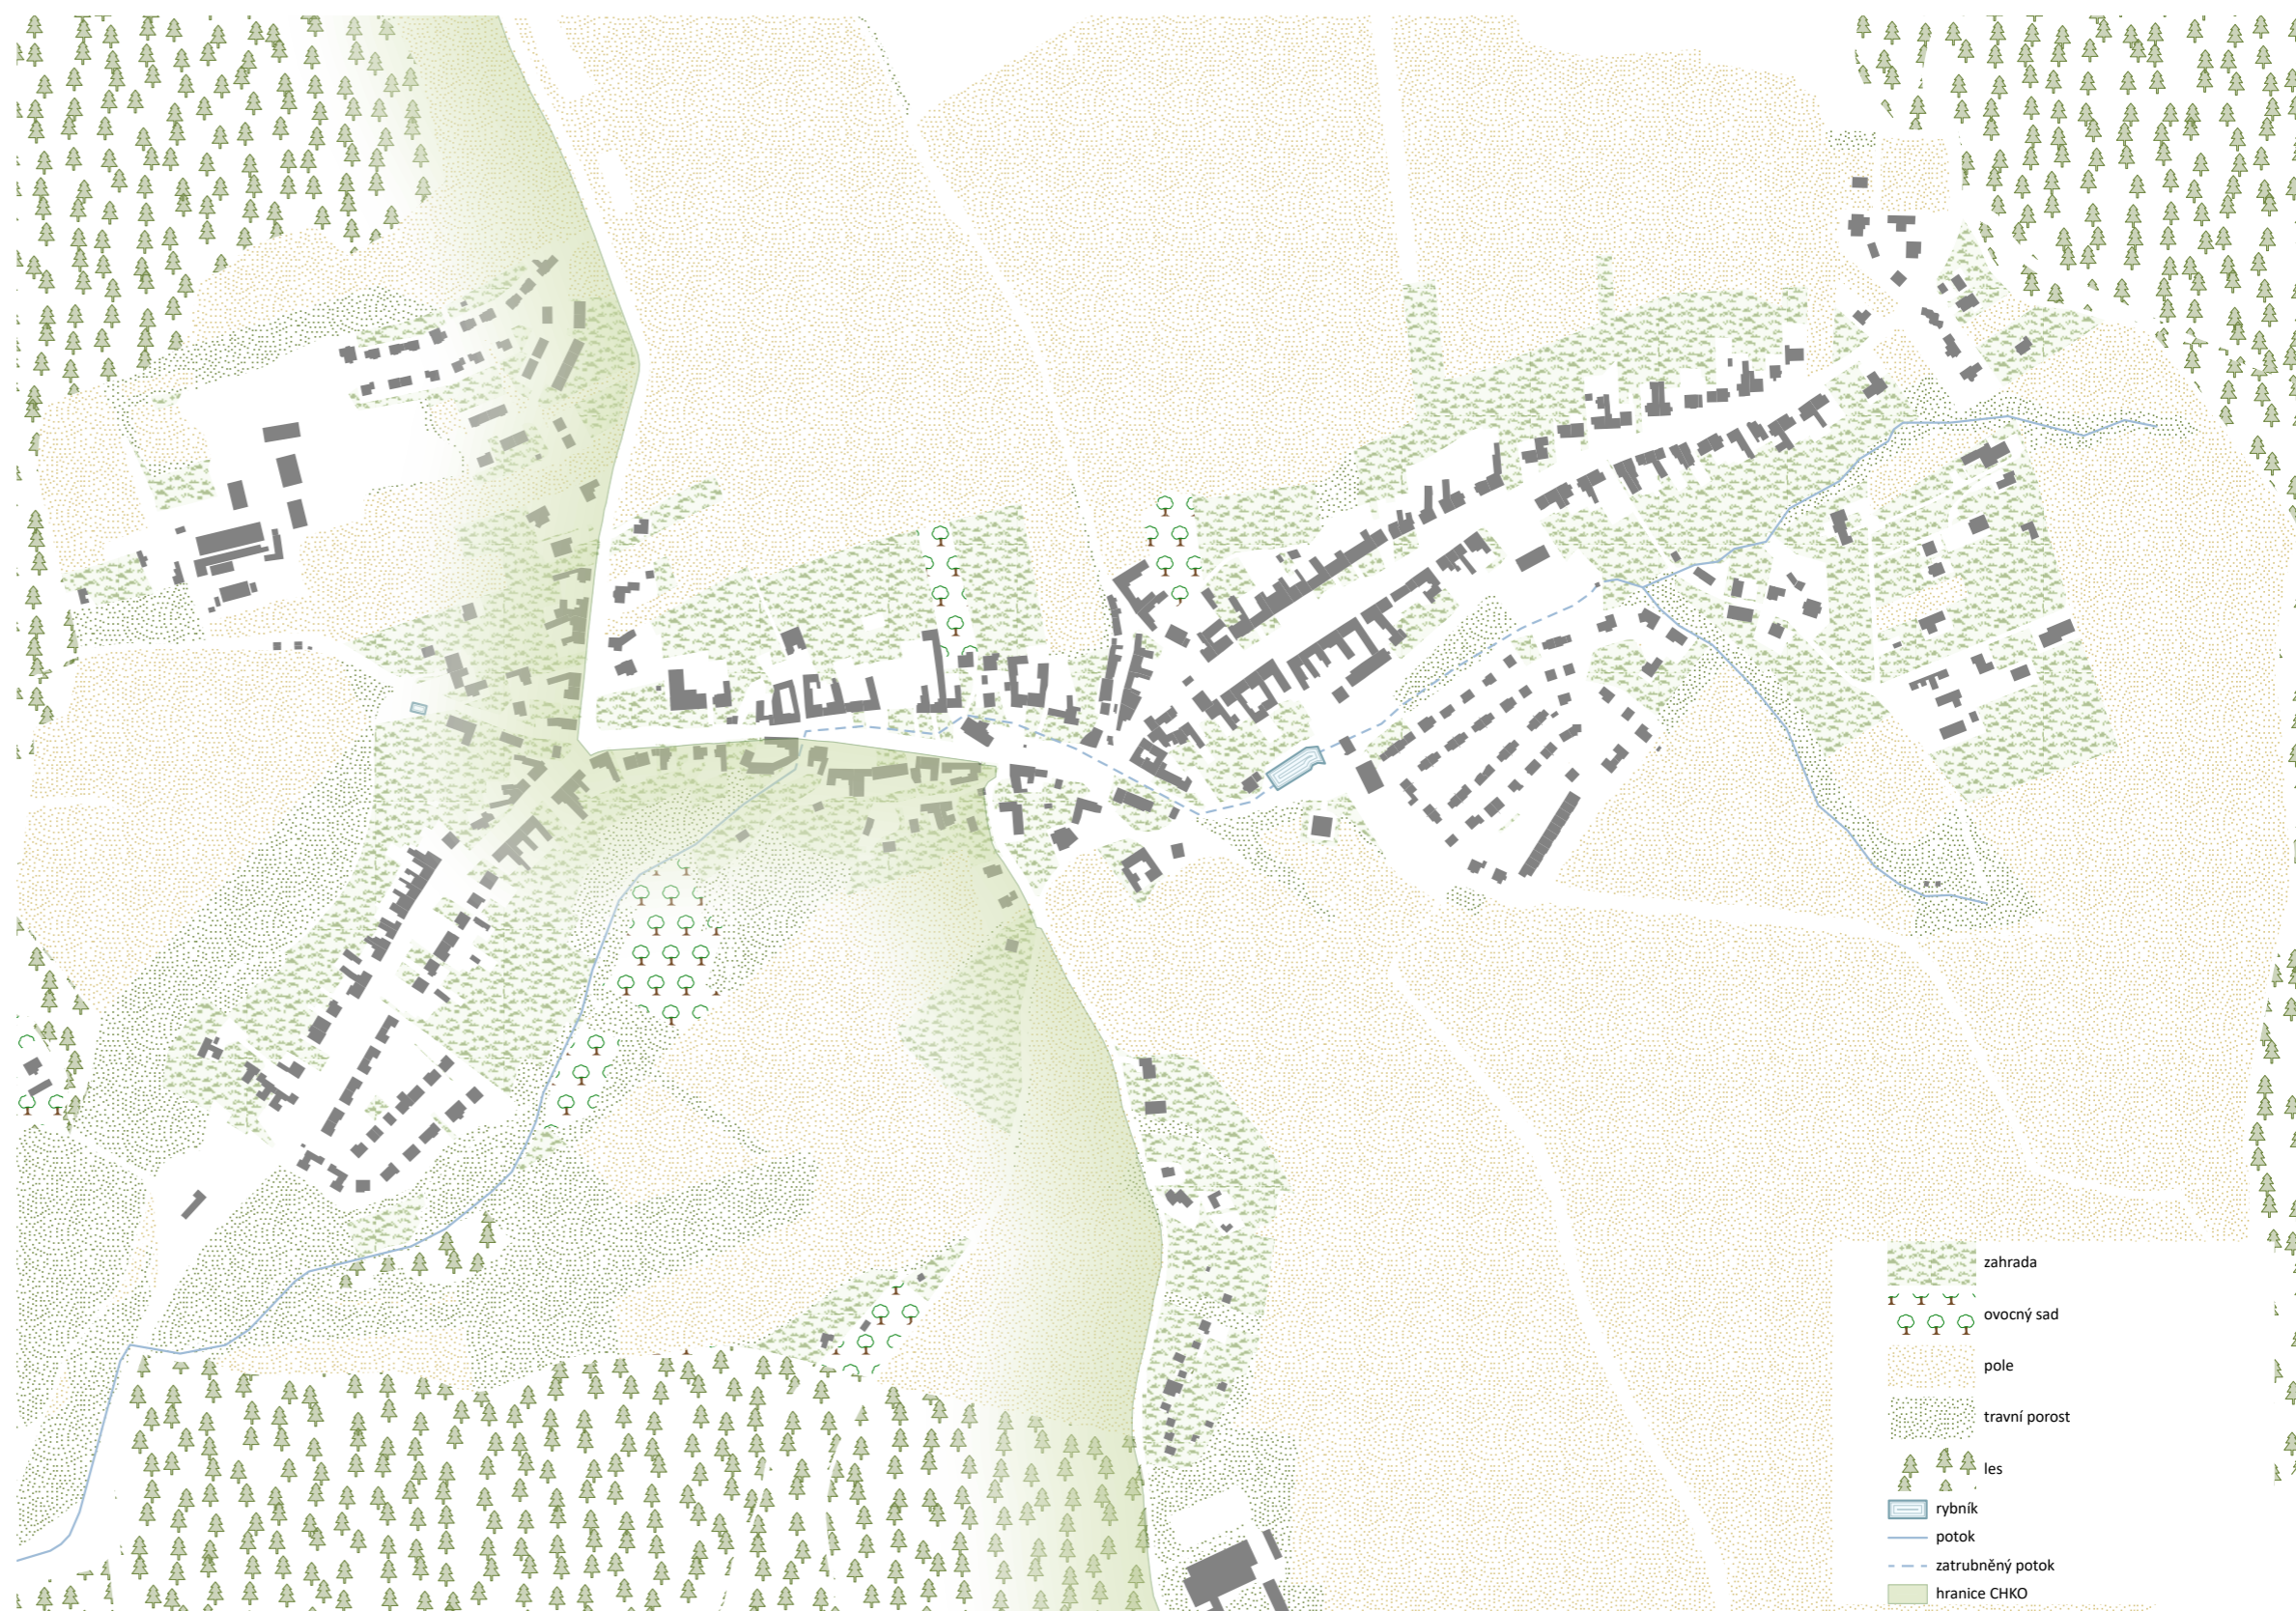 zahrada
ovocný sad
pole
travní porost
les
rybník
potok
zatrubněný potok
hranice CHKO